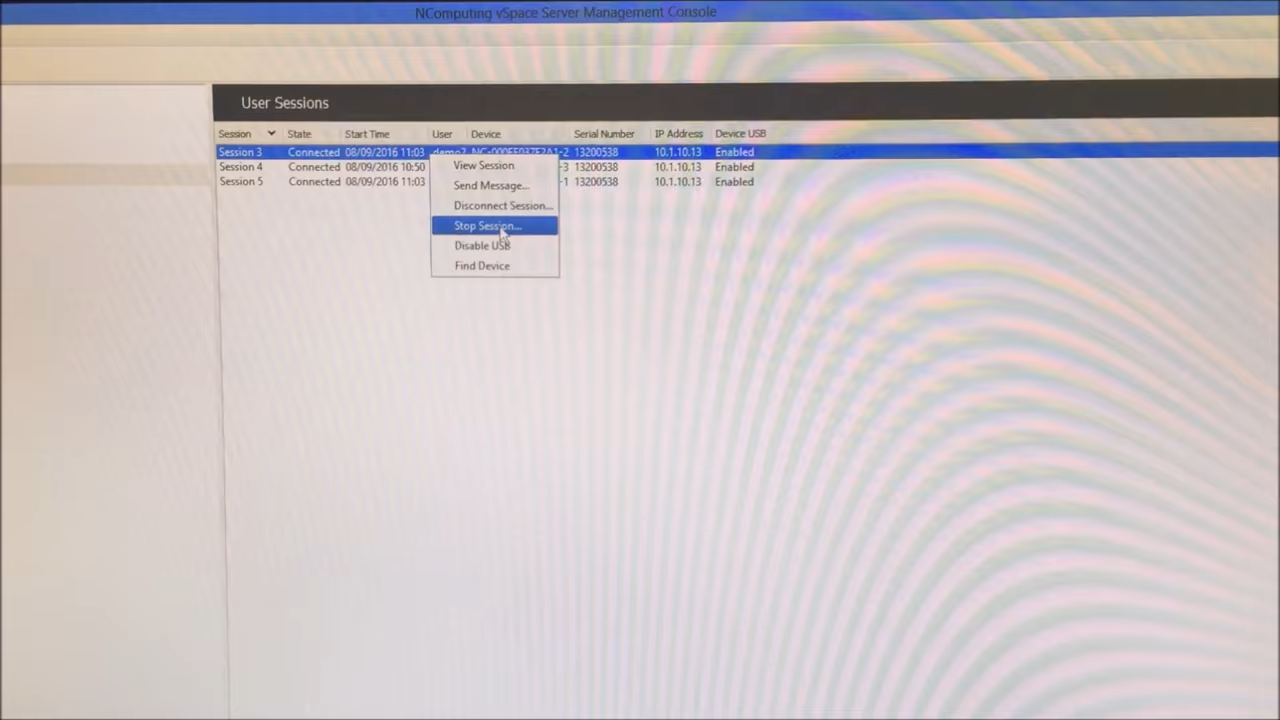 NComputing vSpace Server Management Console
User Sessions
Session State Start Time User Device Serial Number IP Address Device USB
Session 3 Connected 08/09/2016 11:03 13200538 10.1.10.13 Enabled
Session 4 Connected 08/09/2016 10:50 -3 13200538 10.1.10.13 Enabled
Session 5 Connected 08/09/2016 11:03 -1 13200538 10.1.10.13 Enabled
View Session
Send Message...
Disconnect Session...
Stop Session...
Disable USB
Find Device